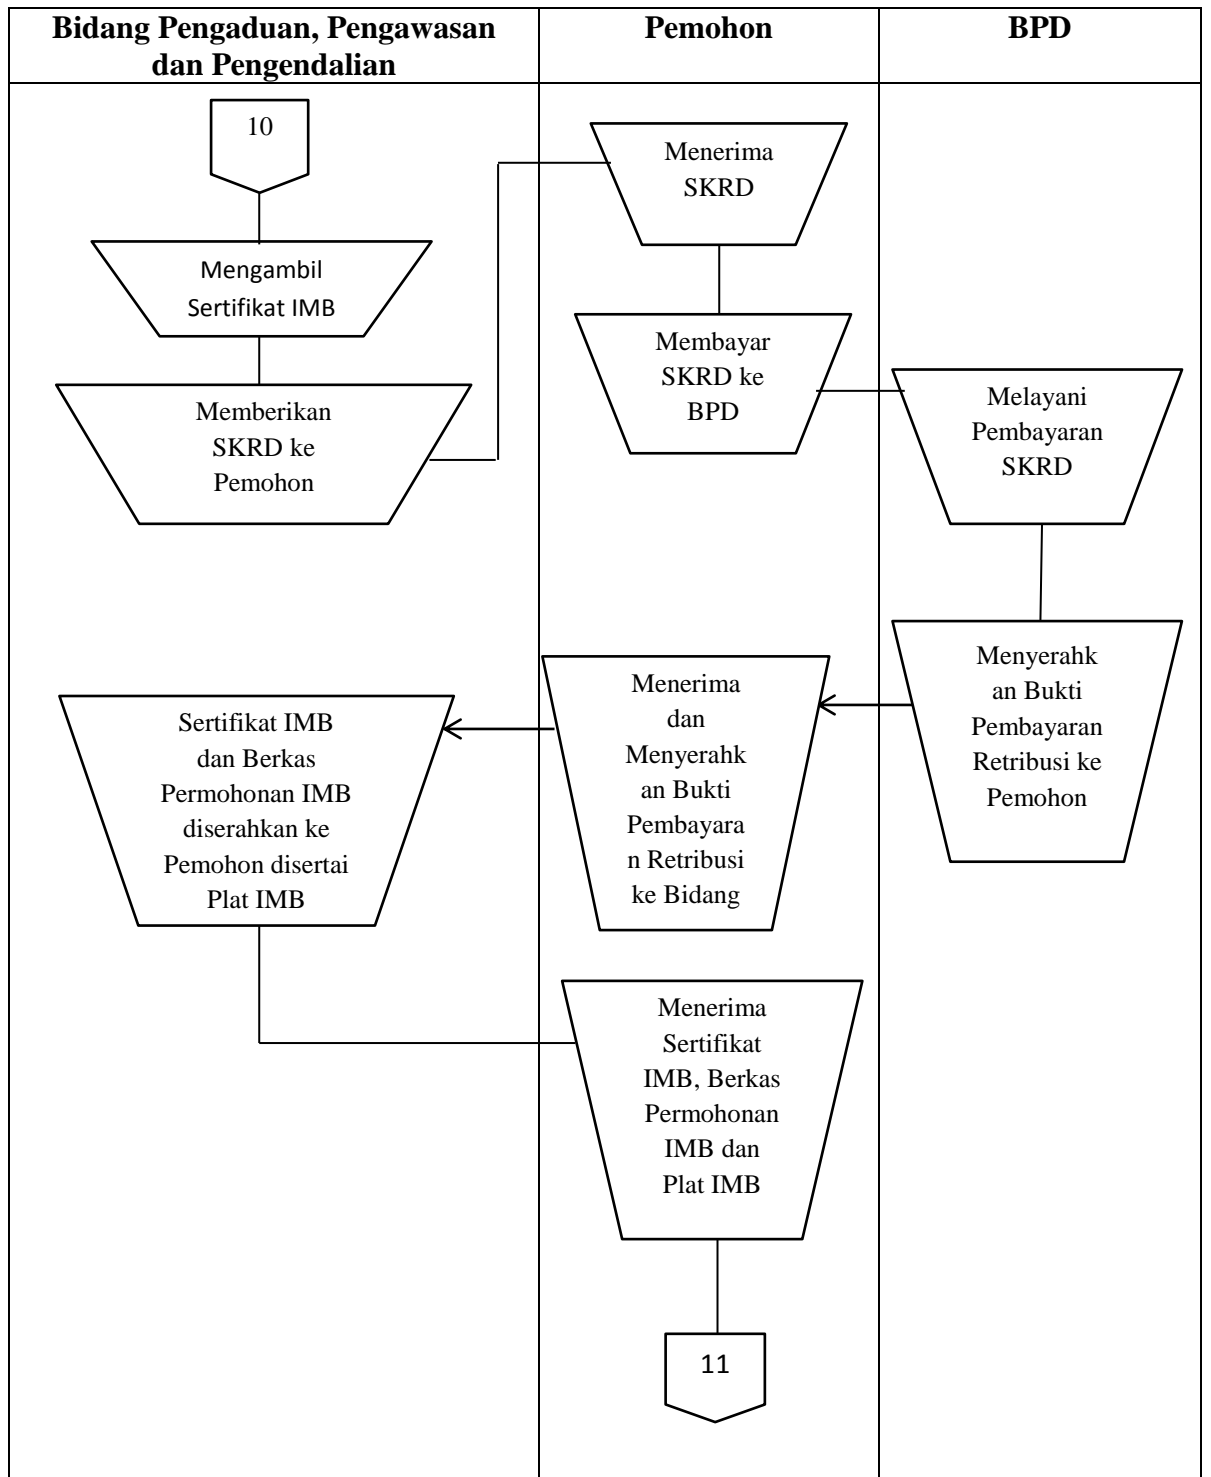 Bidang Pengaduan, Pengawasan
dan Pengendalian
Pemohon
BPD
10
Mengambil
Sertifikat IMB
Memberikan
SKRD ke
Pemohon
Menerima
SKRD
Membayar
SKRD ke
BPD
Melayani
Pembayaran
SKRD
Menyerahk
an Bukti
Pembayaran
Retribusi ke
Pemohon
Menerima
dan
Menyerahk
an Bukti
Pembayara
n Retribusi
ke Bidang
Sertifikat IMB
dan Berkas
Permohonan IMB
diserahkan ke
Pemohon disertai
Plat IMB
Menerima
Sertifikat
IMB, Berkas
Permohonan
IMB dan
Plat IMB
11